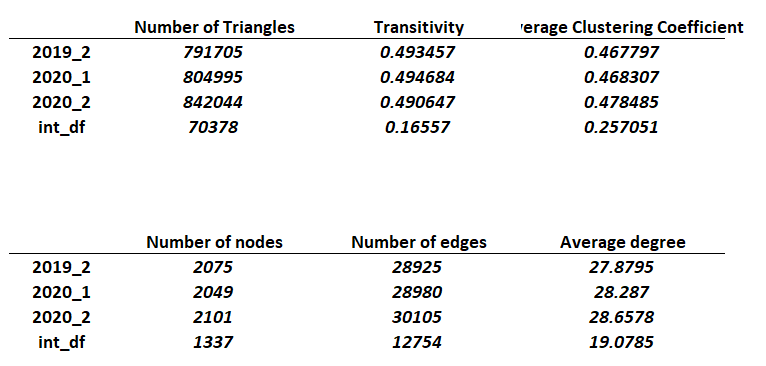 Number of Triangles Transitivity verage Clustering Coefficient
2019_2 791705 0.493457 0.467797
2020_1 804995 0.494684 0.468307
2020_2 842044 0.490647 0.478485
int_df 70378 0.16557 0.257051
Number of nodes Number of edges Average degree
2019_2 2075 28925 27.8795
2020_1 2049 28980 28.287
2020_2 2101 30105 28.6578
int_df 1337 12754 19.0785